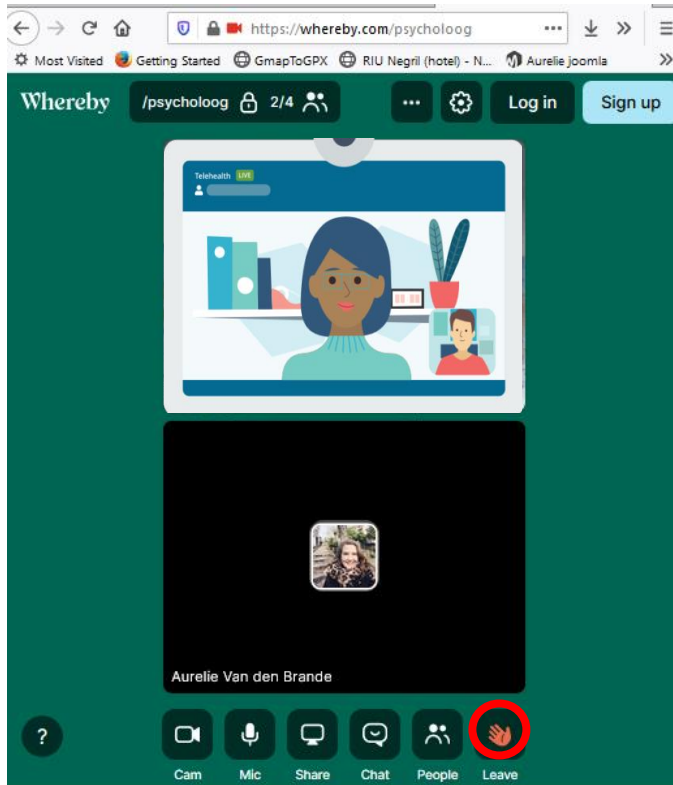 https://whereby.com/psycholoog
Most Visited Getting Started GmapToGPX RIU Negril (hotel) - N... Aurelie joomla
Whereby /psycholoog 2/4 Log in Sign up
Telehealth LIVE
Aurelie Van den Brande
?
Cam Mic Share Chat People Leave